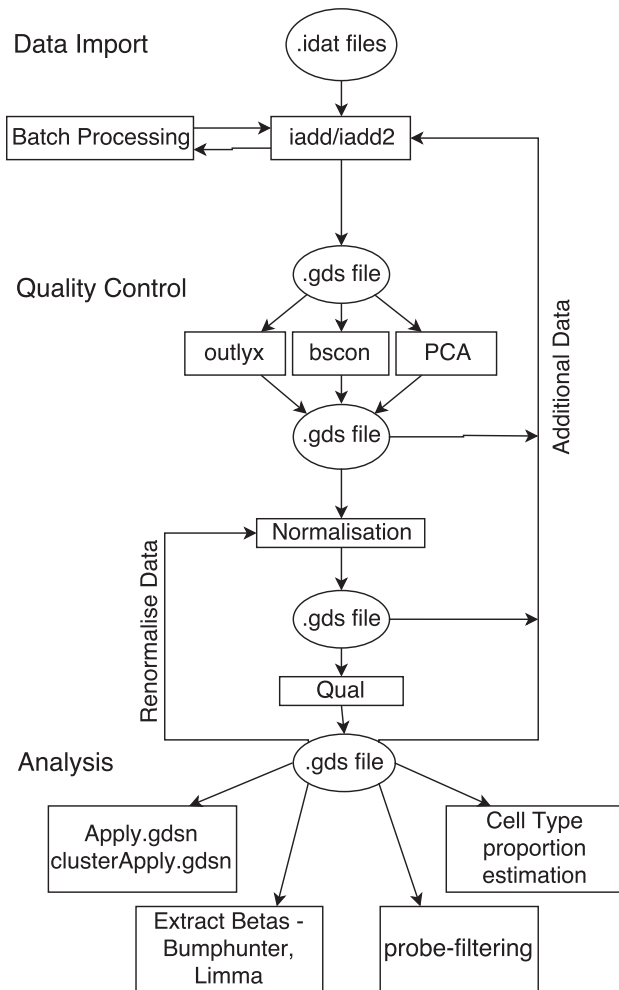 Data Import
.idat files
Batch Processing
iadd/iadd2
.gds file
Quality Control
outlyx
bscon
PCA
.gds file
Additional Data
Normalisation
Renormalise Data
.gds file
Qual
.gds file
Analysis
Apply.gdsn
clusterApply.gdsn
Cell Type
proportion
estimation
Extract Betas -
Bumphunter,
Limma
probe-filtering